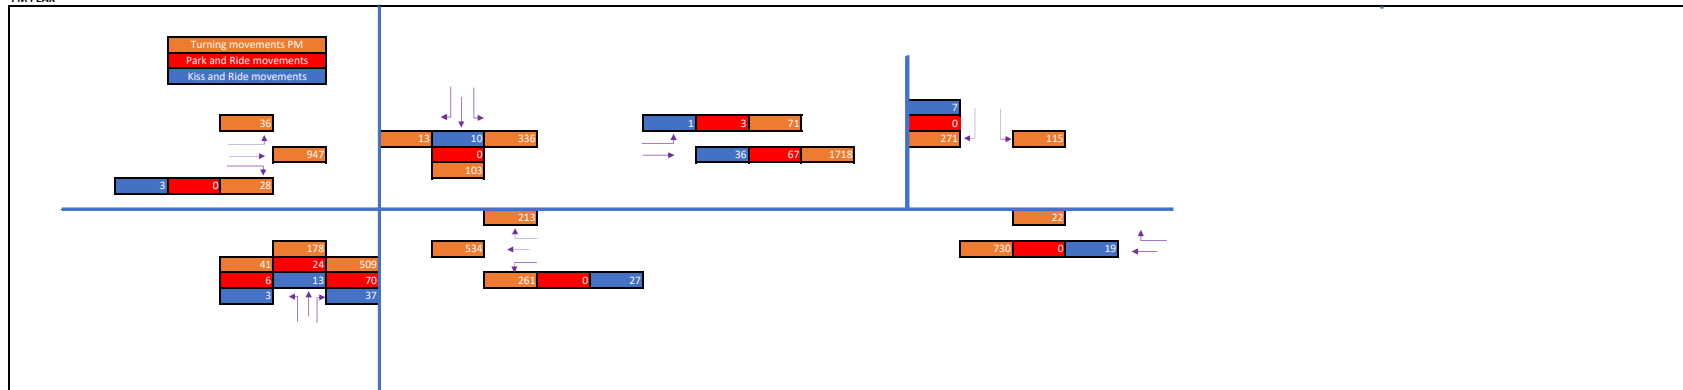 PM PEAK
Turning movements PM
Park and Ride movements
Kiss and Ride movements
7
36 1 3 71 0
13 10 336 271 115
947 0 36 67 1718
103
3 0 28
213 22
178 534 730 0 19
41 24 509
6 13 70 261 0 27
3 37